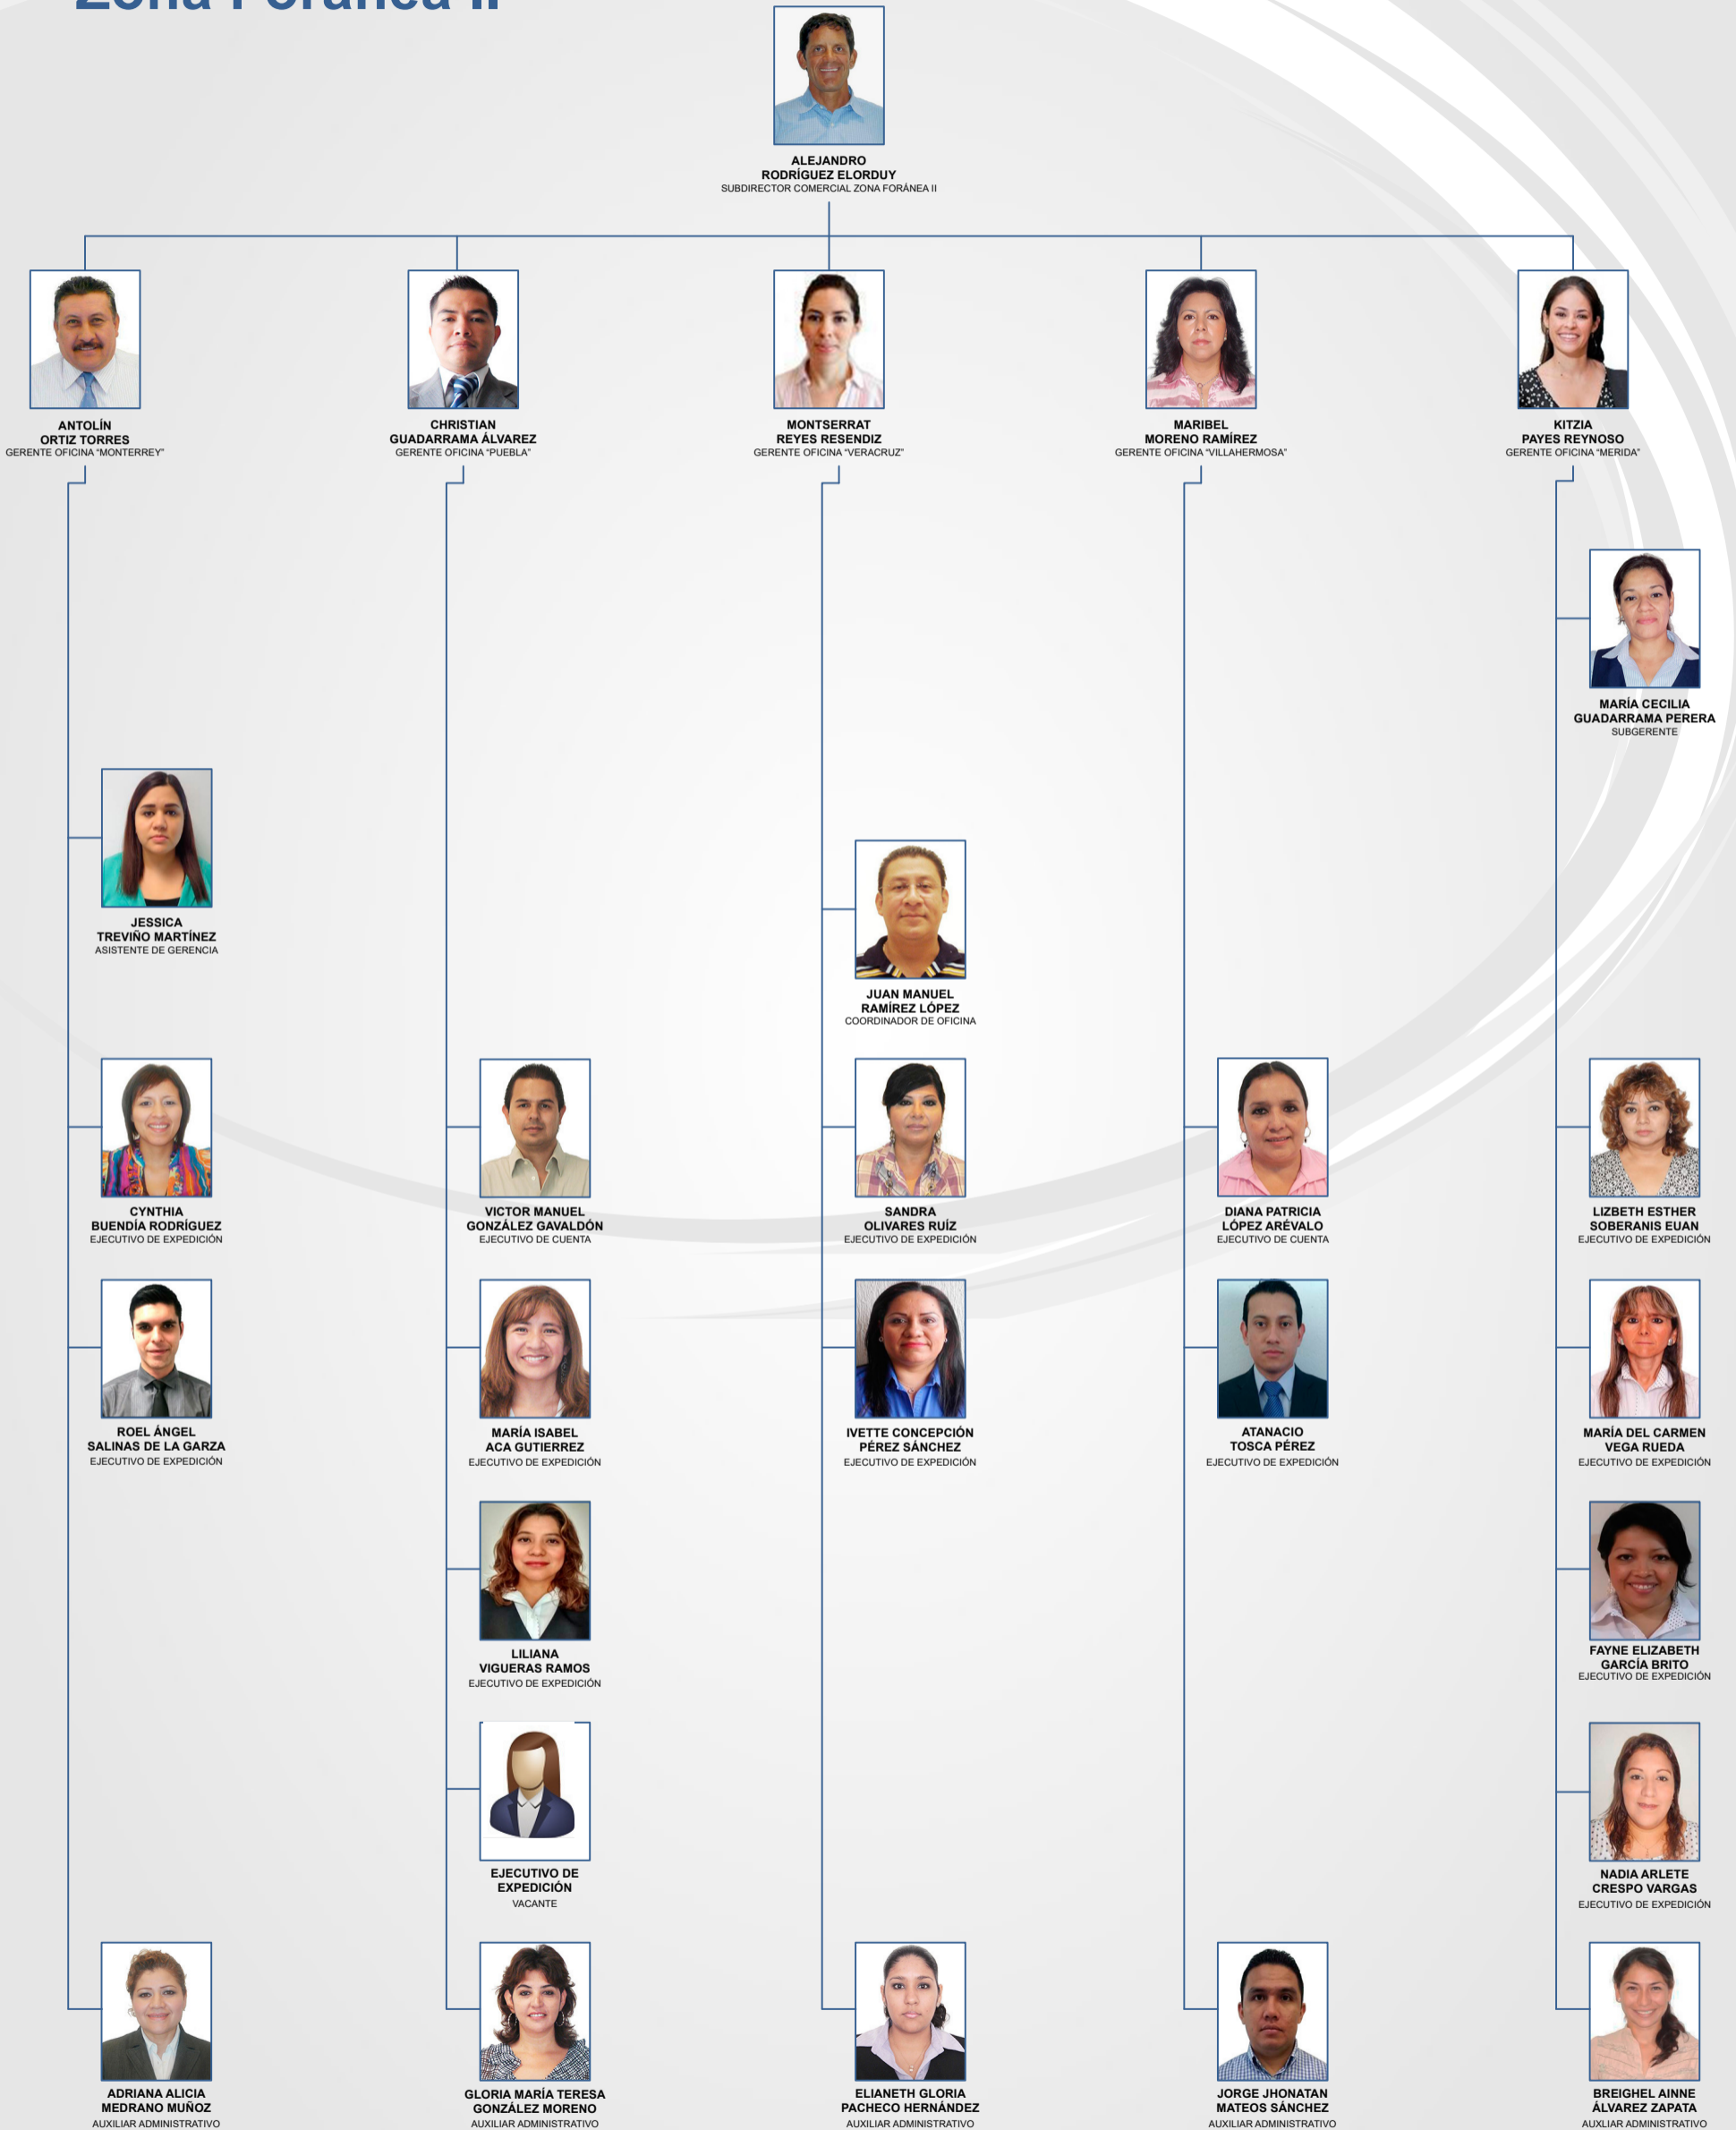 Zona Foránea II
ALEJANDRO
RODRÍGUEZ ELORDUY
SUBDIRECTOR COMERCIAL ZONA FORÁNEA II
ANTOLÍN
ORTIZ TORRES
GERENTE OFICINA “MONTERREY”
CHRISTIAN
GUADARRAMA ÁLVAREZ
GERENTE OFICINA “PUEBLA”
MONTSERRAT
REYES RESENDIZ
GERENTE OFICINA “VERACRUZ”
MARIBEL
MORENO RAMÍREZ
GERENTE OFICINA “VILLAHERMOSA”
KITZIA
PAYES REYNOSO
GERENTE OFICINA “MERIDA”
MARÍA CECILIA
GUADARRAMA PERERA
SUBGERENTE
JESSICA
TREVIÑO MARTÍNEZ
ASISTENTE DE GERENCIA
JUAN MANUEL
RAMÍREZ LÓPEZ
COORDINADOR DE OFICINA
CYNTHIA
BUENDÍA RODRÍGUEZ
EJECUTIVO DE EXPEDICIÓN
VICTOR MANUEL
GONZÁLEZ GAVALDÓN
EJECUTIVO DE CUENTA
SANDRA
OLIVARES RUÍZ
EJECUTIVO DE EXPEDICIÓN
DIANA PATRICIA
LÓPEZ ARÉVALO
EJECUTIVO DE CUENTA
LIZBETH ESTHER
SOBERANIS EUAN
EJECUTIVO DE EXPEDICIÓN
ROEL ÁNGEL
SALINAS DE LA GARZA
EJECUTIVO DE EXPEDICIÓN
MARÍA ISABEL
ACA GUTIERREZ
EJECUTIVO DE EXPEDICIÓN
IVETTE CONCEPCIÓN
PÉREZ SÁNCHEZ
EJECUTIVO DE EXPEDICIÓN
ATANACIO
TOSCA PÉREZ
EJECUTIVO DE EXPEDICIÓN
MARÍA DEL CARMEN
VEGA RUEDA
EJECUTIVO DE EXPEDICIÓN
LILIANA
VIGUERAS RAMOS
EJECUTIVO DE EXPEDICIÓN
FAYNE ELIZABETH
GARCÍA BRITO
EJECUTIVO DE EXPEDICIÓN
EJECUTIVO DE
EXPEDICIÓN
VACANTE
NADIA ARLETE
CRESPO VARGAS
EJECUTIVO DE EXPEDICIÓN
ADRIANA ALICIA
MEDRANO MUÑOZ
AUXILIAR ADMINISTRATIVO
GLORIA MARÍA TERESA
GONZÁLEZ MORENO
AUXILIAR ADMINISTRATIVO
ELIANETH GLORIA
PACHECO HERNÁNDEZ
AUXILIAR ADMINISTRATIVO
JORGE JHONATAN
MATEOS SÁNCHEZ
AUXILIAR ADMINISTRATIVO
BREIGHEL AINNE
ÁLVAREZ ZAPATA
AUXLIAR ADMINISTRATIVO